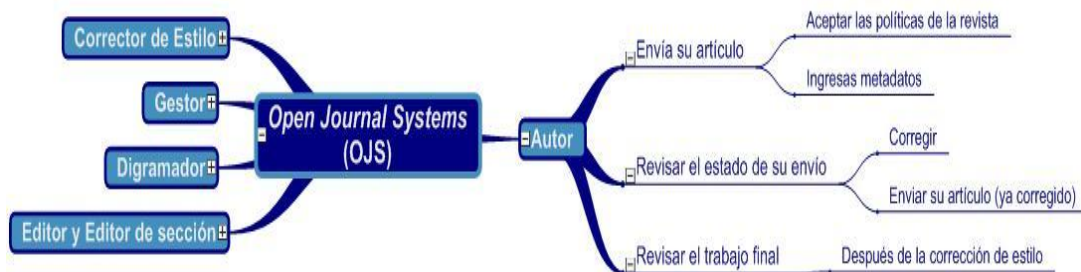 Corrector de Estilo
Gestor
Digramador
Editor y Editor de sección
Open Journal Systems
(OJS)
Autor
Envía su artículo
Aceptar las políticas de la revista
Ingresas metadatos
Revisar el estado de su envío
Corregir
Enviar su artículo (ya corregido)
Revisar el trabajo final
Después de la corrección de estilo